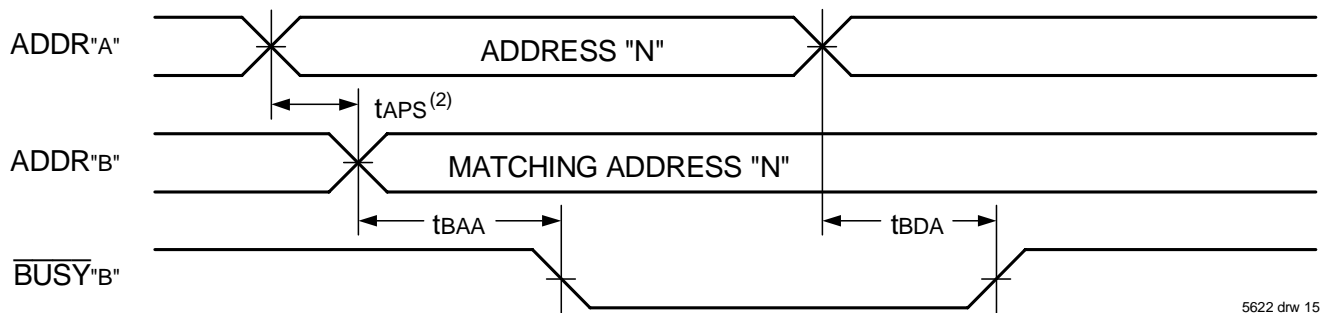 ADDR"A"
ADDRESS "N"
tAPS(2)
ADDR"B"
MATCHING ADDRESS "N"
tBAA
tBDA
BUSY"B"
5622 drw 15